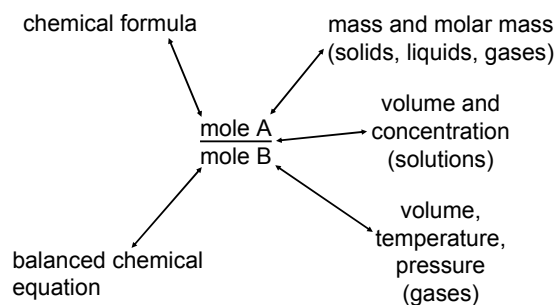 chemical formula
mass and molar mass
(solids, liquids, gases)
mole A
mole B
volume and
concentration
(solutions)
balanced chemical
equation
volume,
temperature,
pressure
(gases)